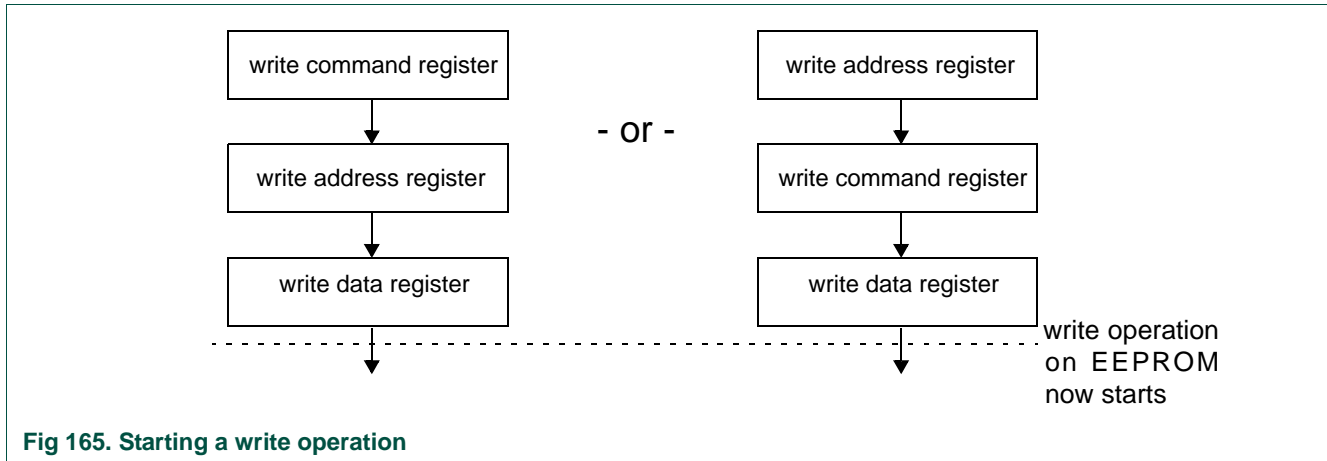 write command register
write address register
write data register
- or -
write address register
write command register
write data register
write operation
on EEPROM
now starts
Fig 165. Starting a write operation